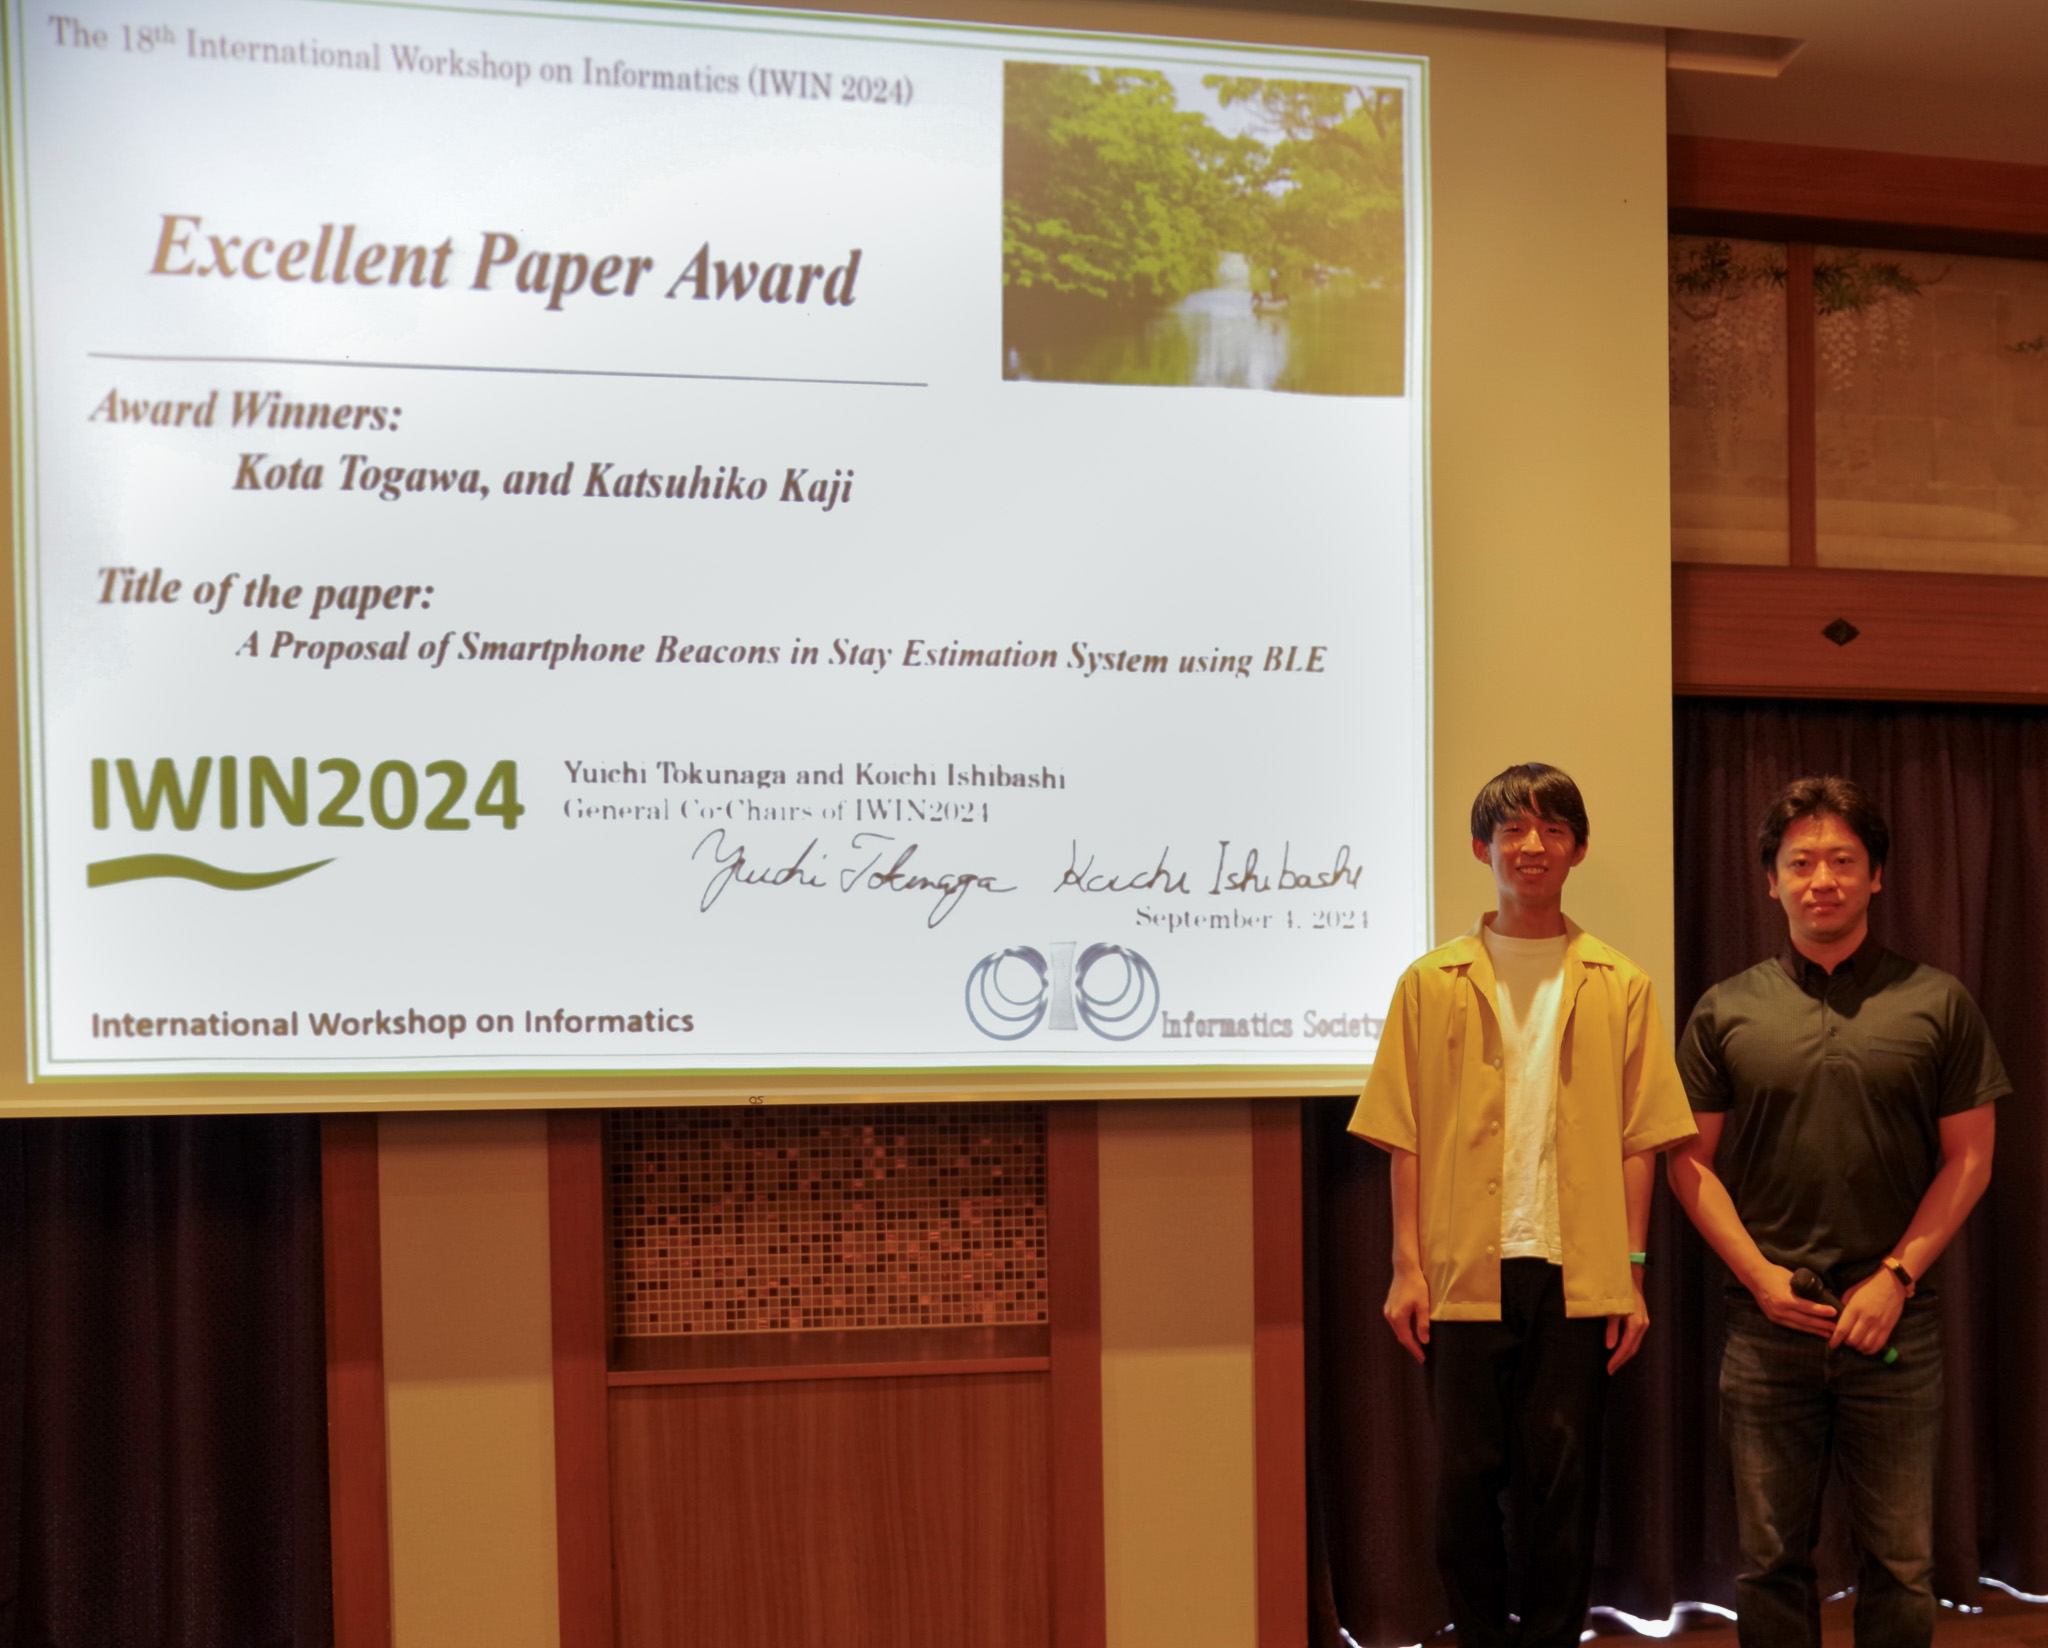 The 18th International Workshop on Informatics (IWIN 2024)
Excellent Paper Award
Award Winners:
Kota Togawa, and Katsuhiko Kaji
Title of the paper:
A Proposal of Smartphone Beacons in Stay Estimation System using BLE
IWIN2024
Yuichi Tokunaga and Koichi Ishibashi
General Co-Chairs of IWIN2024
Yuichi Tokunaga Koichi Ishibashi
September 4, 2024
International Workshop on Informatics
Informatics Society
OS